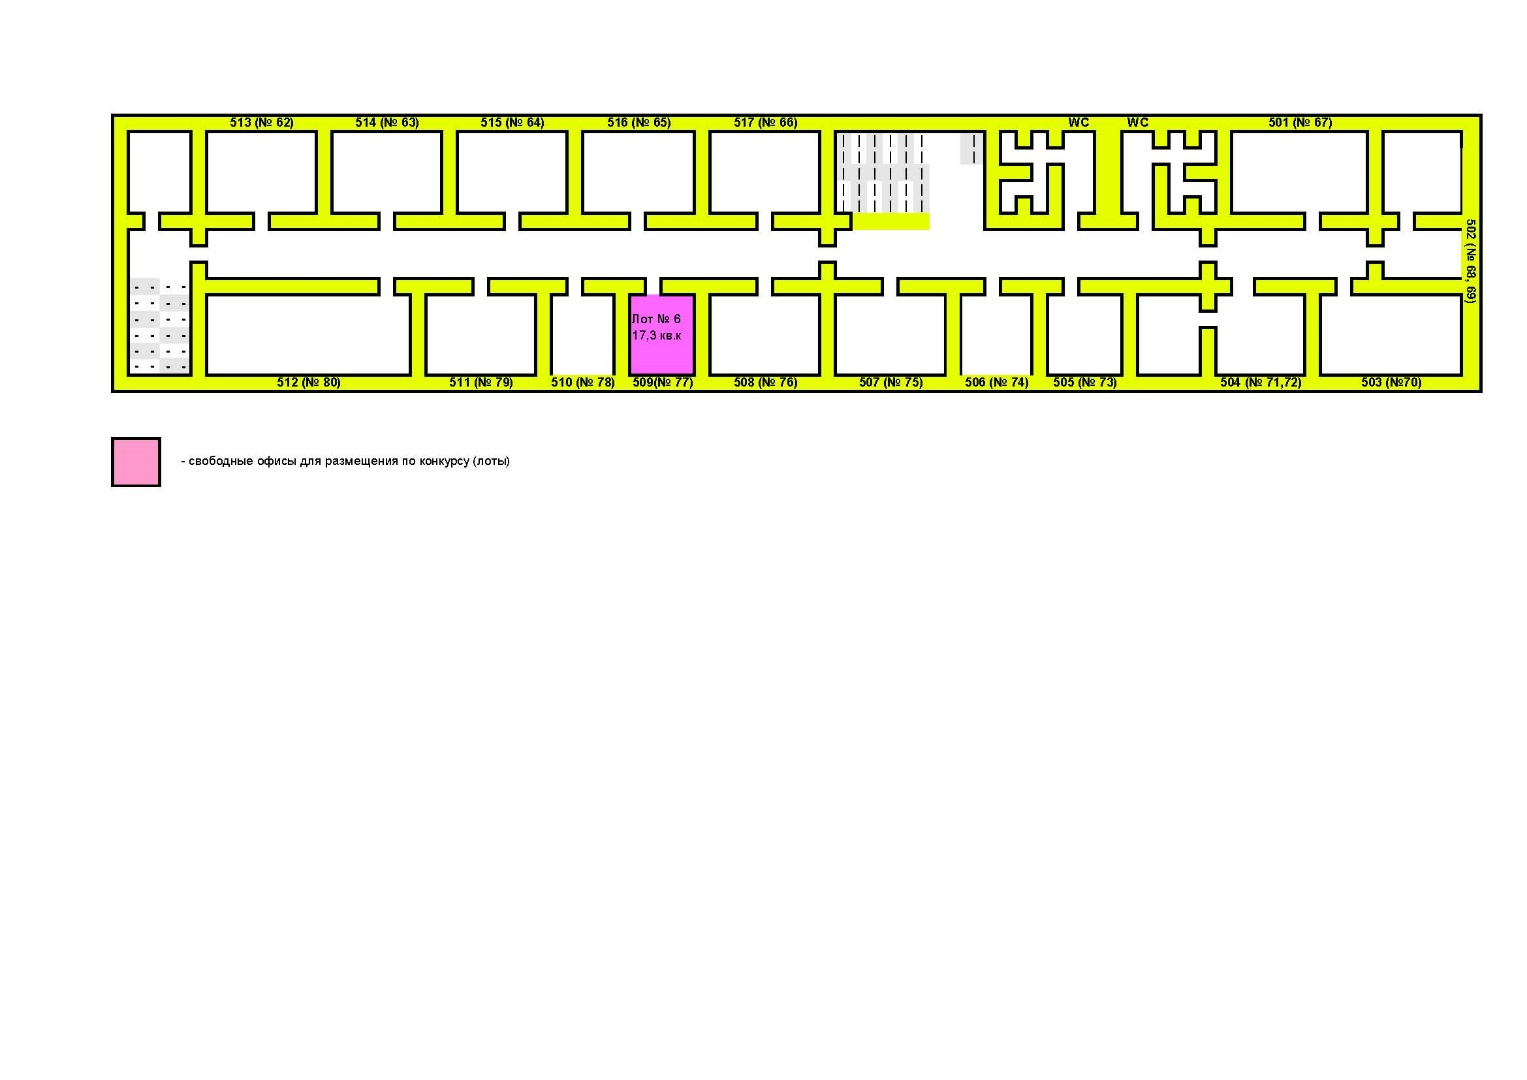 513 (№ 62)
514 (№ 63)
515 (№ 64)
516 (№ 65)
517 (№ 66)
WC
WC
501 (№ 67)
502 (№ 68, 69)
Лот № 6
17,3 кв.к
512 (№ 80)
511 (№ 79)
510 (№ 78)
509(№ 77)
508 (№ 76)
507 (№ 75)
506 (№ 74)
505 (№ 73)
504 (№ 71,72)
503 (№70)
- свободные офисы для размещения по конкурсу (лоты)